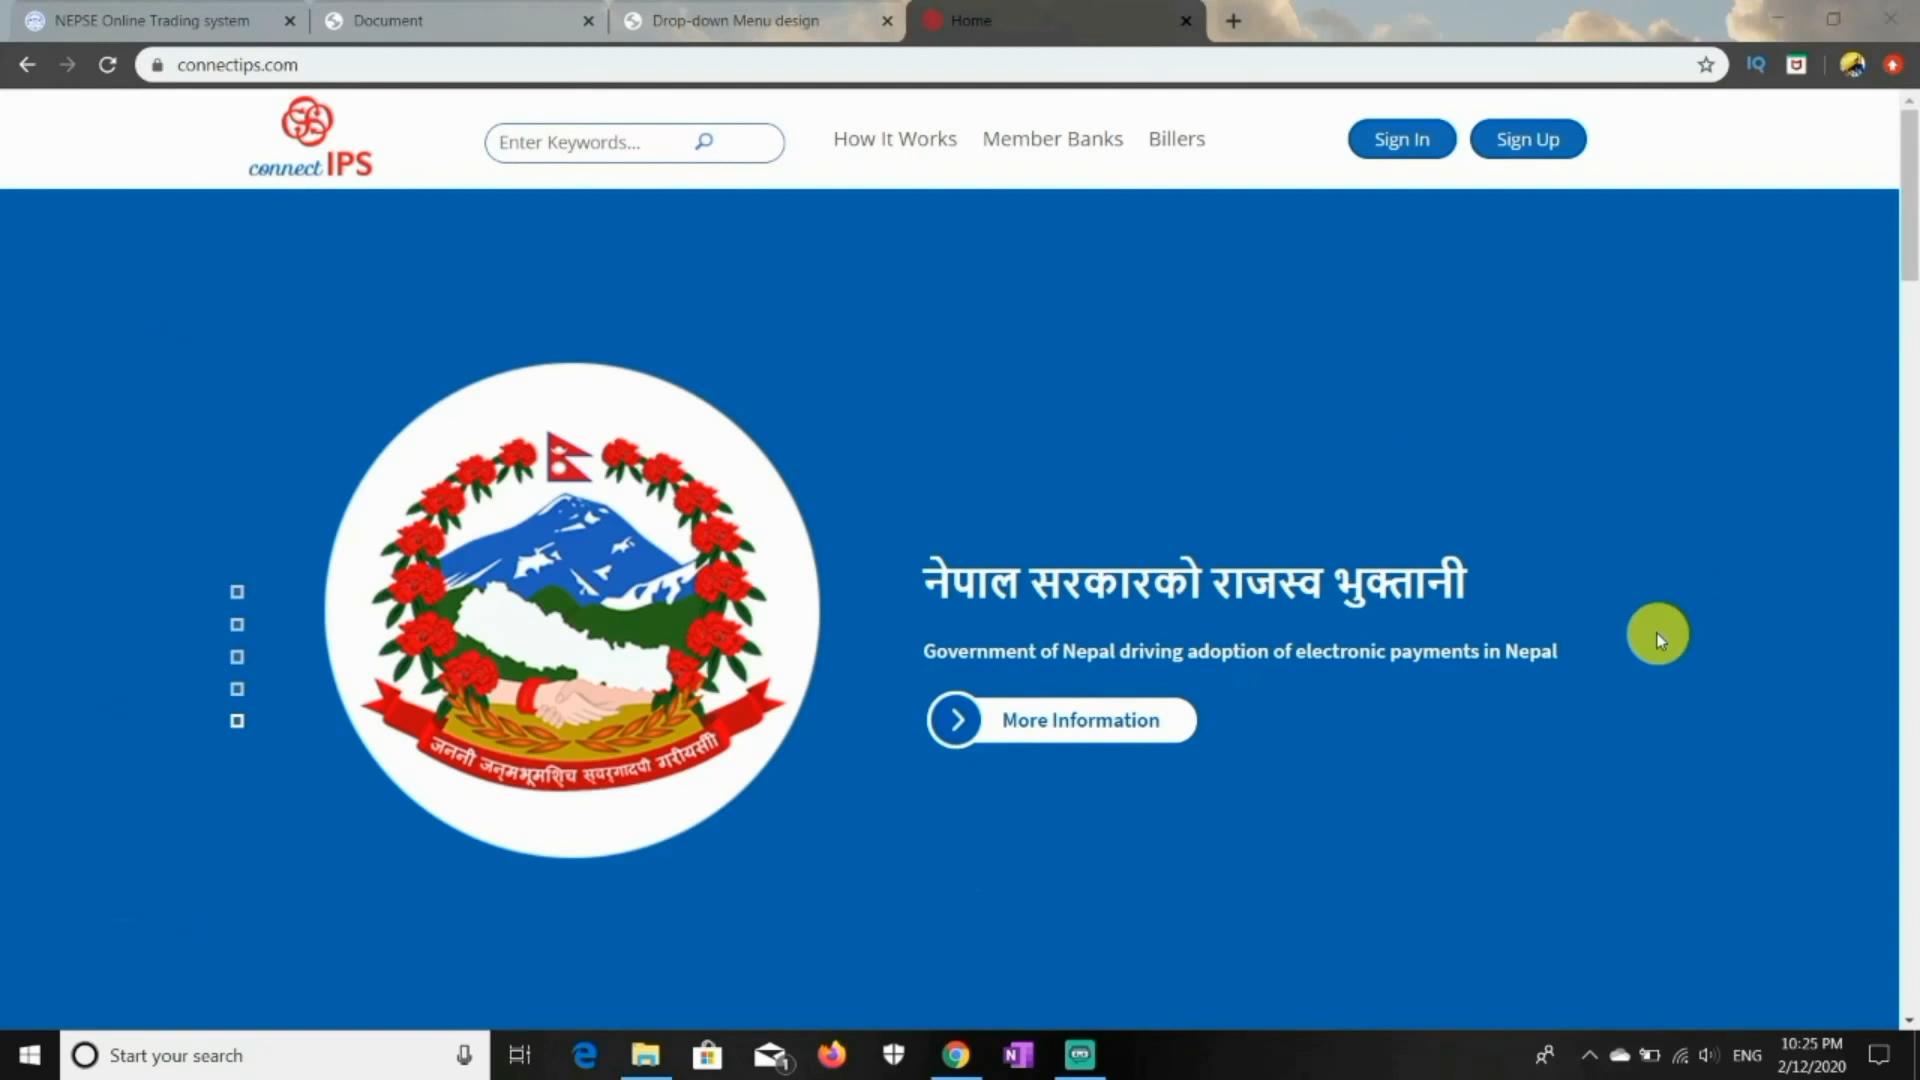 NEPSE Online Trading system
Document
Drop-down Menu design
Home
connectips.com
IQ
connect IPS
Enter Keywords...
How It Works
Member Banks
Billers
Sign In
Sign Up
नेपाल सरकारको राजस्व भुक्तानी
Government of Nepal driving adoption of electronic payments in Nepal
More Information
जननी जन्मभूमश्चि स्वर्गादपी गरीयसी
Start your search
1
N
ENG
10:25 PM
2/12/2020